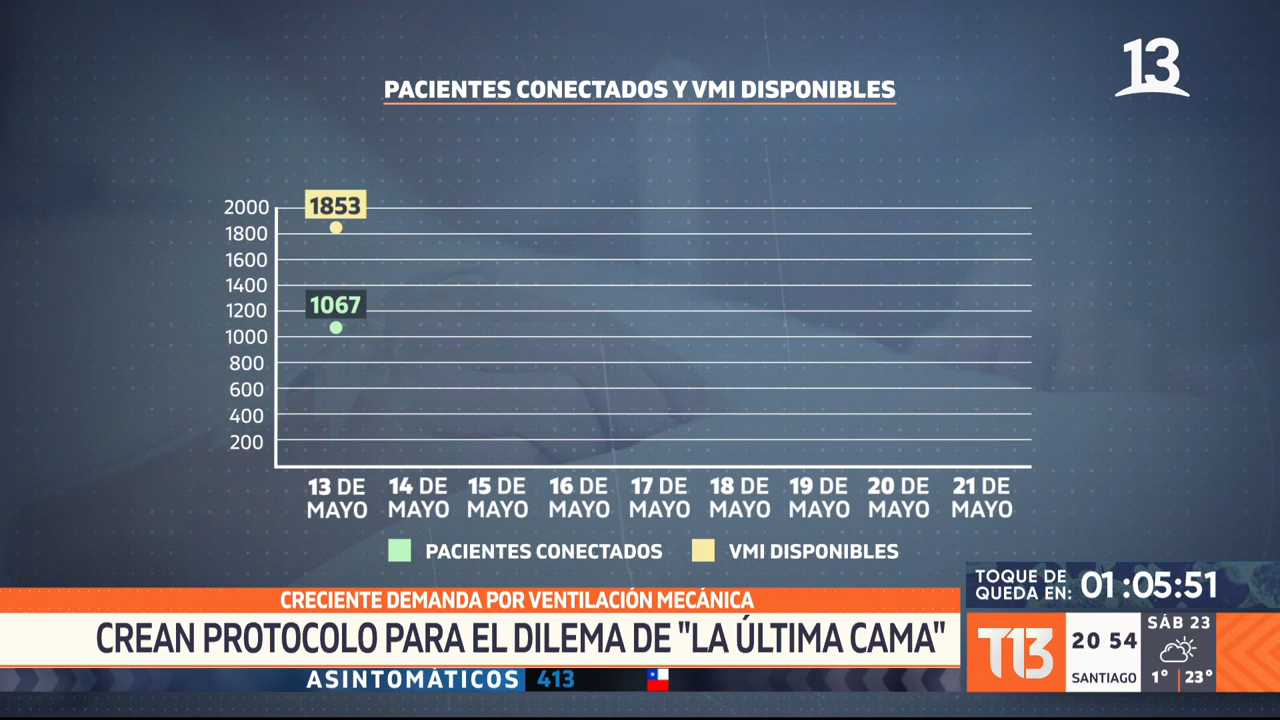 13
PACIENTES CONECTADOS Y VMI DISPONIBLES
2000
1800
1600
1400
1200
1000
800
600
400
200
1853
1067
13 DE MAYO
14 DE MAYO
15 DE MAYO
16 DE MAYO
17 DE MAYO
18 DE MAYO
19 DE MAYO
20 DE MAYO
21 DE MAYO
PACIENTES CONECTADOS
VMI DISPONIBLES
CRECIENTE DEMANDA POR VENTILACIÓN MECÁNICA
CREAN PROTOCOLO PARA EL DILEMA DE "LA ÚLTIMA CAMA"
ASINTOMÁTICOS 413
TOQUE DE
QUEDA EN: 01:05:51
T13
20 54
SANTIAGO
SÁB 23
1° 23°